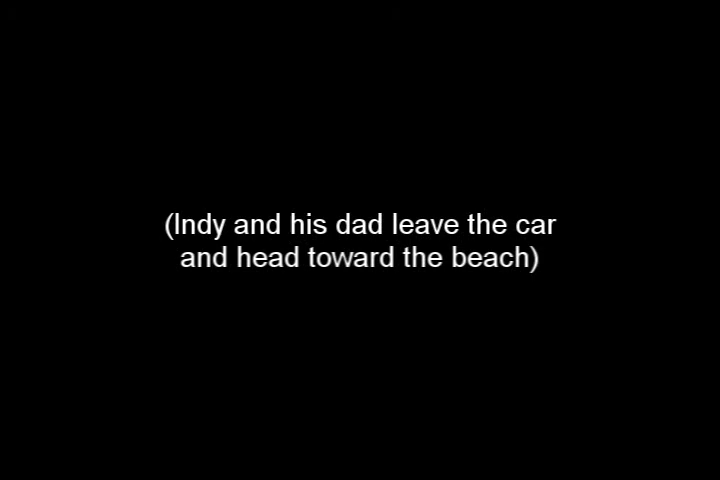 (Indy and his dad leave the car
and head toward the beach)